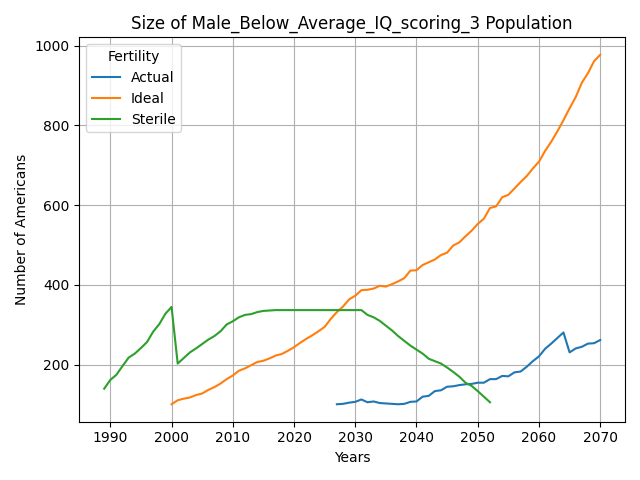 Size of Male_Below_Average_IQ_scoring_3 Population
Fertility
Actual
Ideal
Sterile
Number of Americans
1000
800
600
400
200
1990 2000 2010 2020 2030 2040 2050 2060 2070
Years